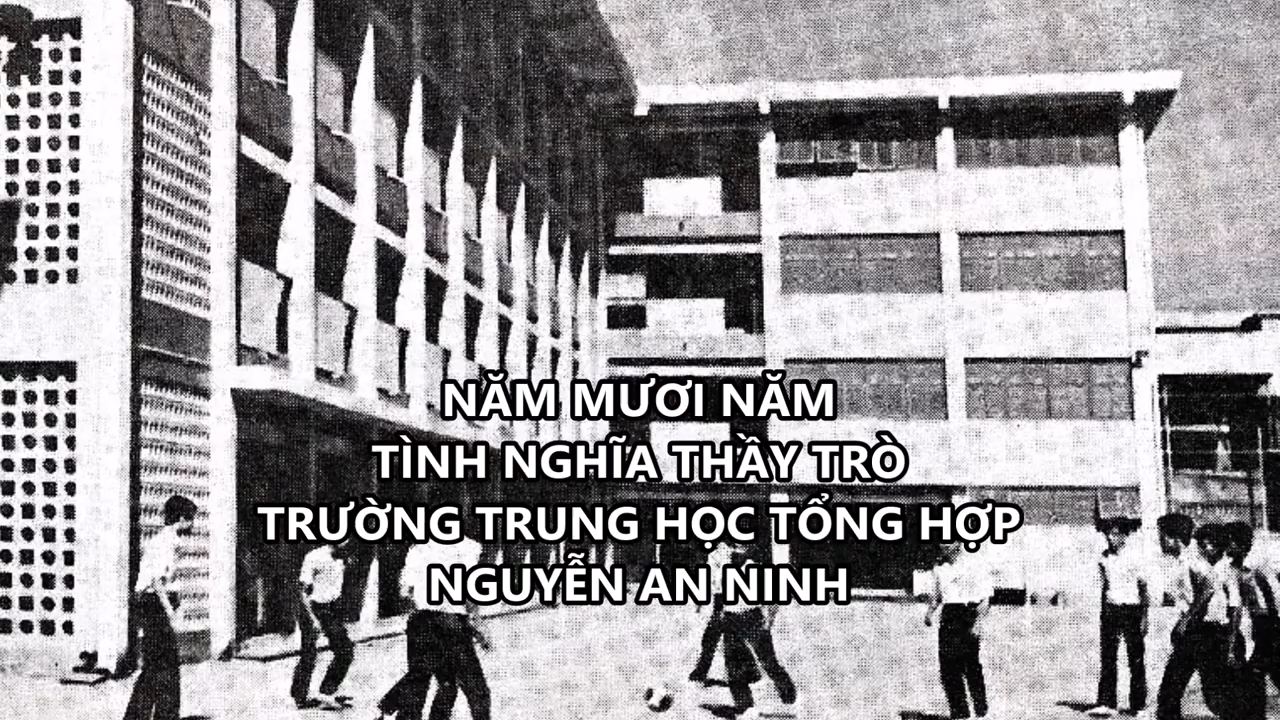 NĂM MƯƠI NĂM
TÌNH NGHĨA THẦY TRÒ
TRƯỜNG TRUNG HỌC TỔNG HỢP
NGUYỄN AN NINH